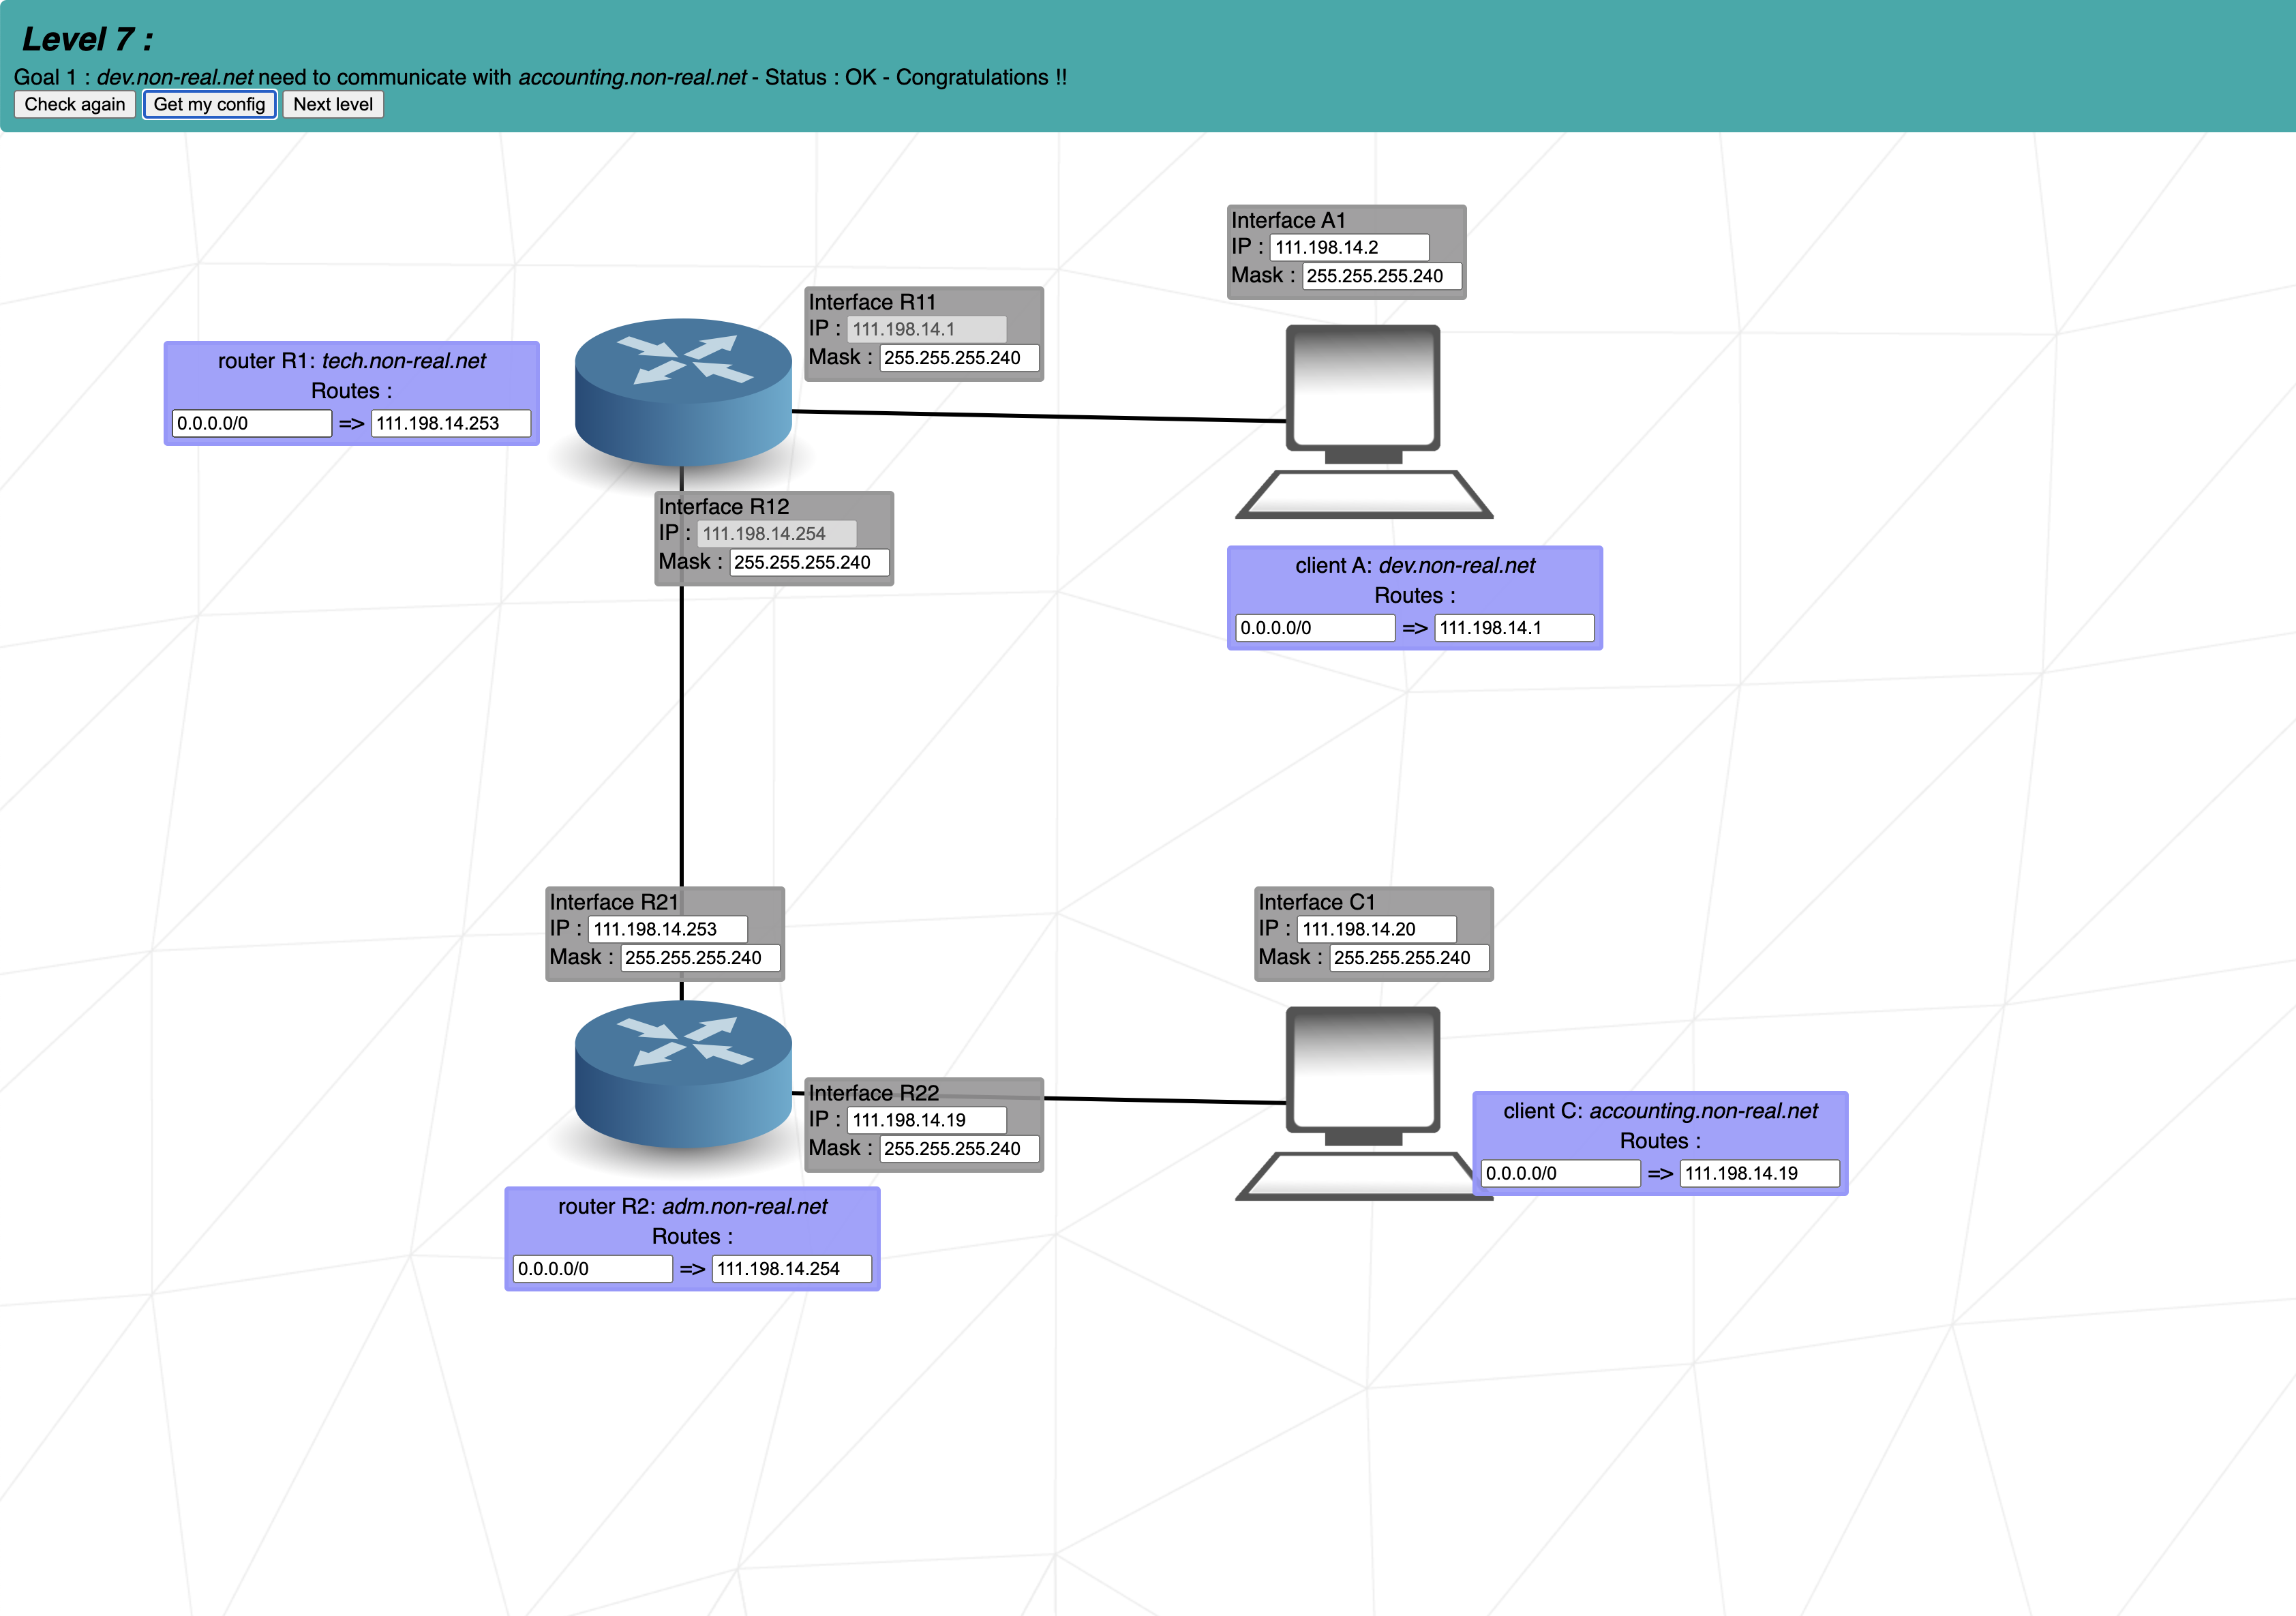 Level 7 :
Goal 1 : dev.non-real.net need to communicate with accounting.non-real.net - Status : OK - Congratulations !!
Check again Get my config Next level
Interface A1
IP : 111.198.14.2
Mask : 255.255.255.240
Interface R11
IP : 111.198.14.1
Mask : 255.255.255.240
router R1: tech.non-real.net
Routes :
0.0.0.0/0 => 111.198.14.253
Interface R12
IP : 111.198.14.254
Mask : 255.255.255.240
client A: dev.non-real.net
Routes :
0.0.0.0/0 => 111.198.14.1
Interface R21
IP : 111.198.14.253
Mask : 255.255.255.240
Interface C1
IP : 111.198.14.20
Mask : 255.255.255.240
Interface R22
IP : 111.198.14.19
Mask : 255.255.255.240
client C: accounting.non-real.net
Routes :
0.0.0.0/0 => 111.198.14.19
router R2: adm.non-real.net
Routes :
0.0.0.0/0 => 111.198.14.254